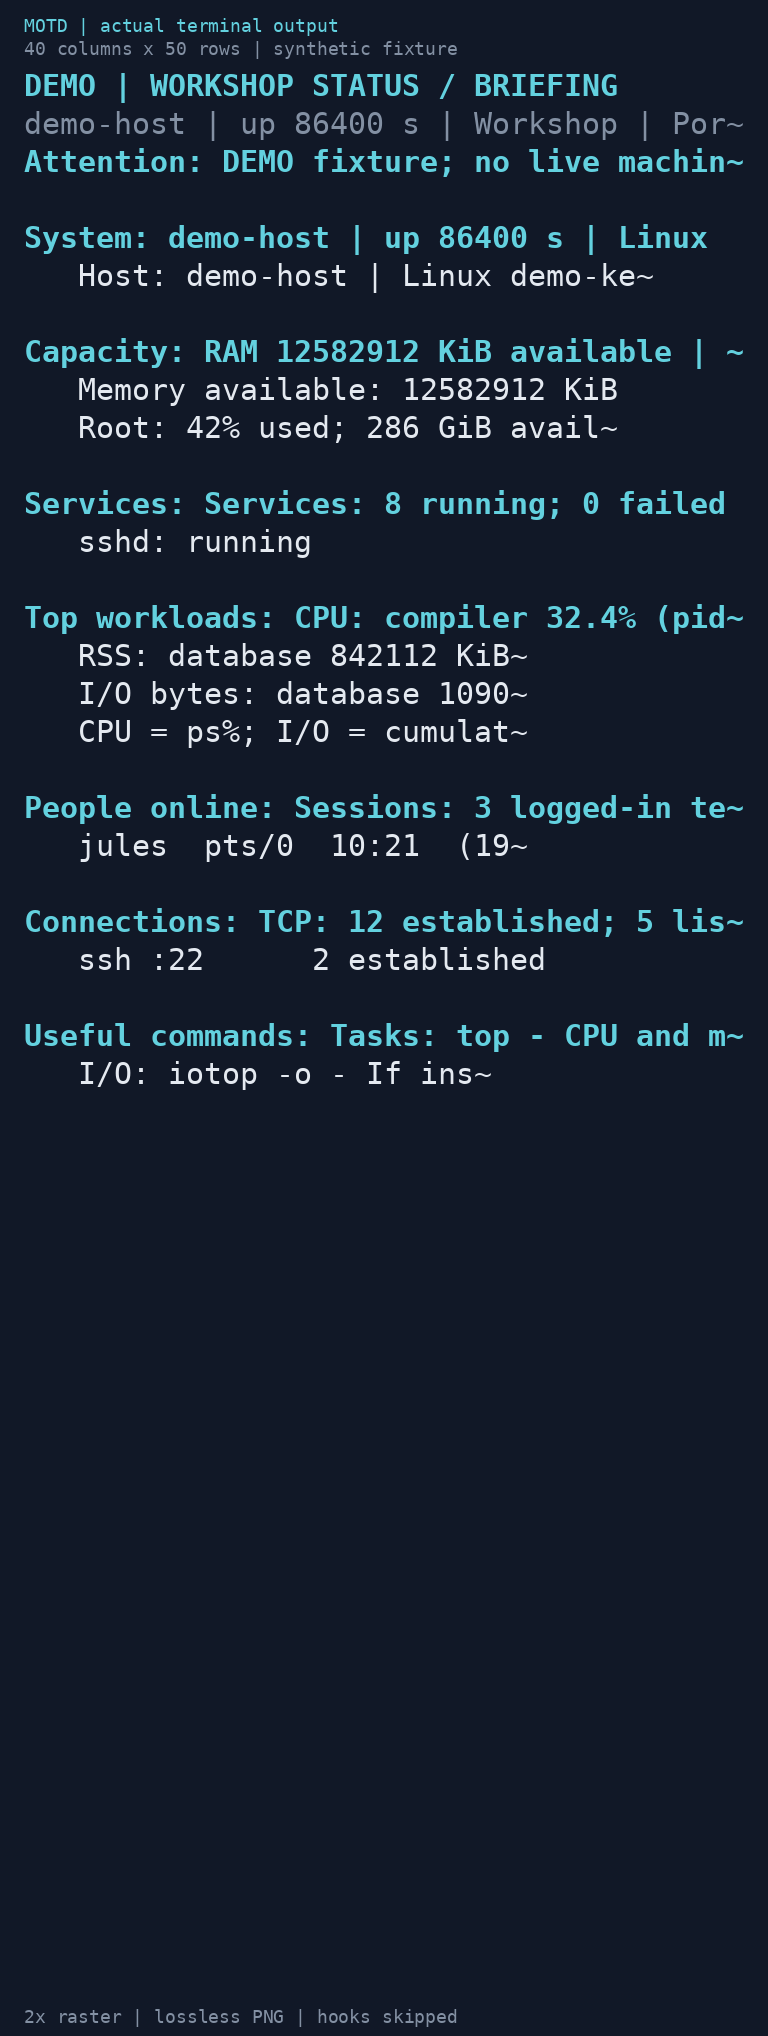 MOTD | actual terminal output
40 columns x 50 rows | synthetic fixture
DEMO | WORKSHOP STATUS / BRIEFING
demo-host | up 86400 s | Workshop | Por~
Attention: DEMO fixture; no live machin~
System: demo-host | up 86400 s | Linux
Host: demo-host | Linux demo-ke~
Capacity: RAM 12582912 KiB available | ~
Memory available: 12582912 KiB
Root: 42% used; 286 GiB avail~
Services: Services: 8 running; 0 failed
sshd: running
Top workloads: CPU: compiler 32.4% (pid~
RSS: database 842112 KiB~
I/O bytes: database 1090~
CPU = ps%; I/O = cumulat~
People online: Sessions: 3 logged-in te~
jules  pts/0  10:21  (19~
Connections: TCP: 12 established; 5 lis~
ssh :22      2 established
Useful commands: Tasks: top - CPU and m~
I/O: iotop -o - If ins~
2x raster | lossless PNG | hooks skipped